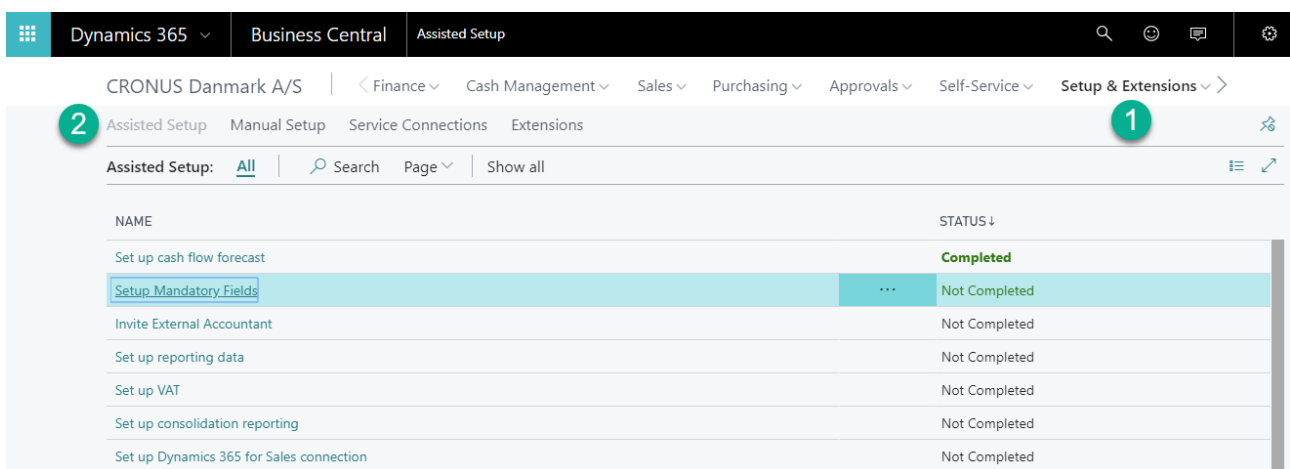 Dynamics 365 Business Central Assisted Setup
CRONUS Danmark A/S Finance Cash Management Sales Purchasing Approvals Self-Service Setup & Extensions
2 Assisted Setup Manual Setup Service Connections Extensions 1
Assisted Setup: All Search Page Show all
NAME STATUS↓
Set up cash flow forecast Completed
Setup Mandatory Fields ... Not Completed
Invite External Accountant Not Completed
Set up reporting data Not Completed
Set up VAT Not Completed
Set up consolidation reporting Not Completed
Set up Dynamics 365 for Sales connection Not Completed